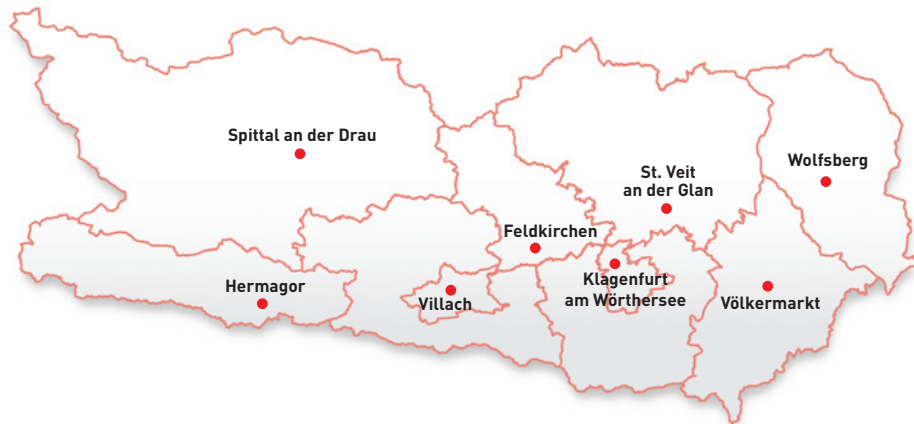 Spittal an der Drau
Wolfsberg
St. Veit
an der Glan
Feldkirchen
Klagenfurt
am Wörthersee
Hermagor
Villach
Völkermarkt